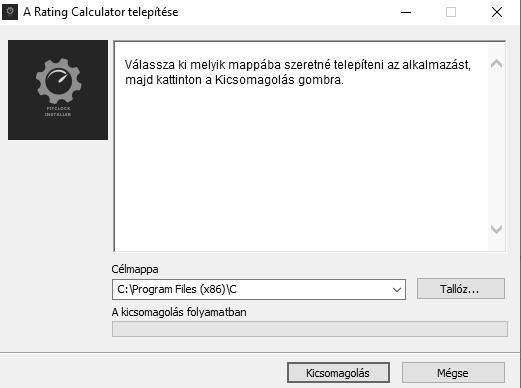 A Rating Calculator telepítése
FITCLOCK
INSTALLER
Válassza ki melyik mappába szeretné telepíteni az alkalmazást,
majd kattinton a Kicsomagolás gombra.
Célmappa
C:\Program Files (x86)\C
Tallóz...
A kicsomagolás folyamatban
Kicsomagolás
Mégse